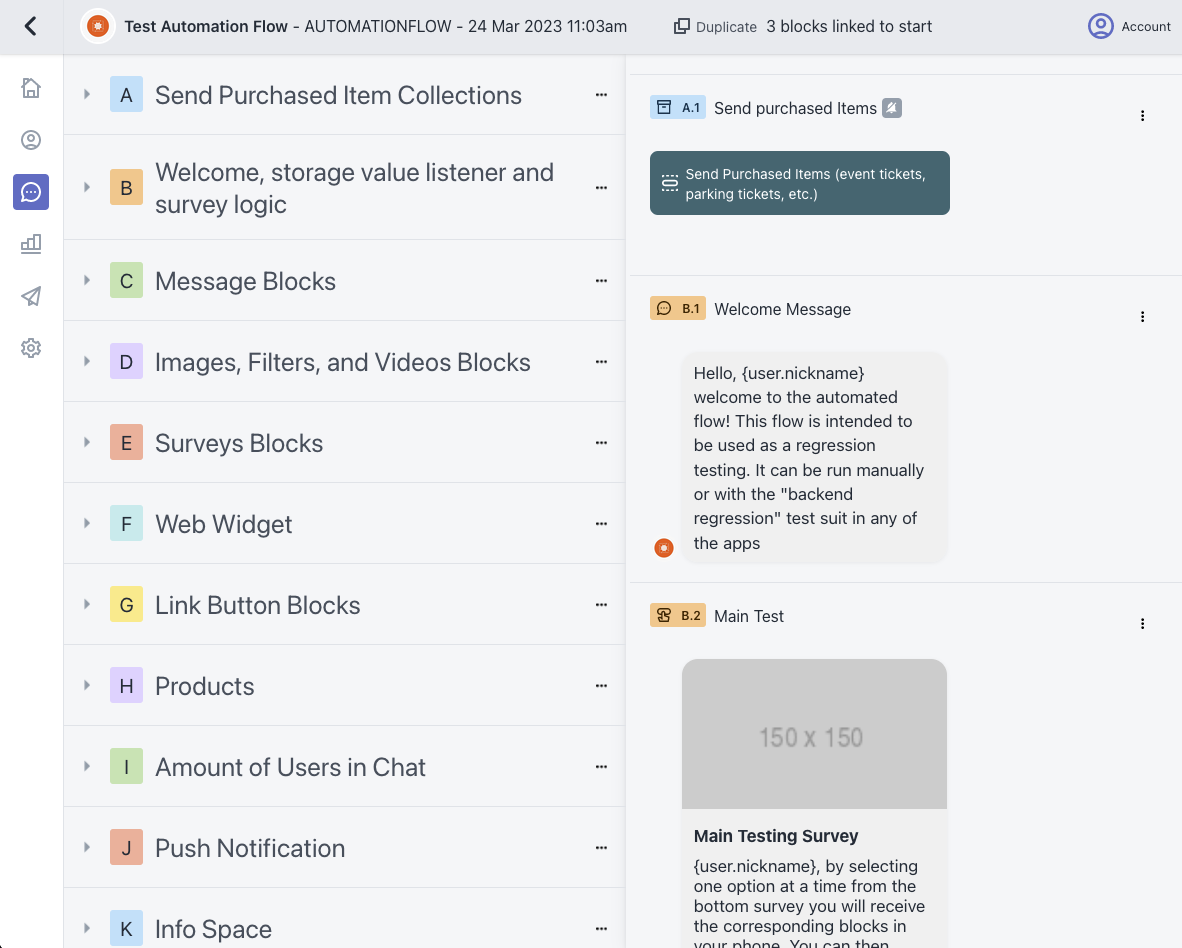 Test Automation Flow - AUTOMATIONFLOW - 24 Mar 2023 11:03am
Duplicate
3 blocks linked to start
Account
A
Send Purchased Item Collections
B
Welcome, storage value listener and
survey logic
C
Message Blocks
D
Images, Filters, and Videos Blocks
E
Surveys Blocks
F
Web Widget
G
Link Button Blocks
H
Products
I
Amount of Users in Chat
J
Push Notification
K
Info Space
A.1 Send purchased Items
Send Purchased Items (event tickets,
parking tickets, etc.)
B.1 Welcome Message
Hello, {user.nickname}
welcome to the automated
flow! This flow is intended to
be used as a regression
testing. It can be run manually
or with the "backend
regression" test suit in any of
the apps
B.2 Main Test
150 x 150
Main Testing Survey
{user.nickname}, by selecting
one option at a time from the
bottom survey you will receive
the corresponding blocks in
your phone. You can then